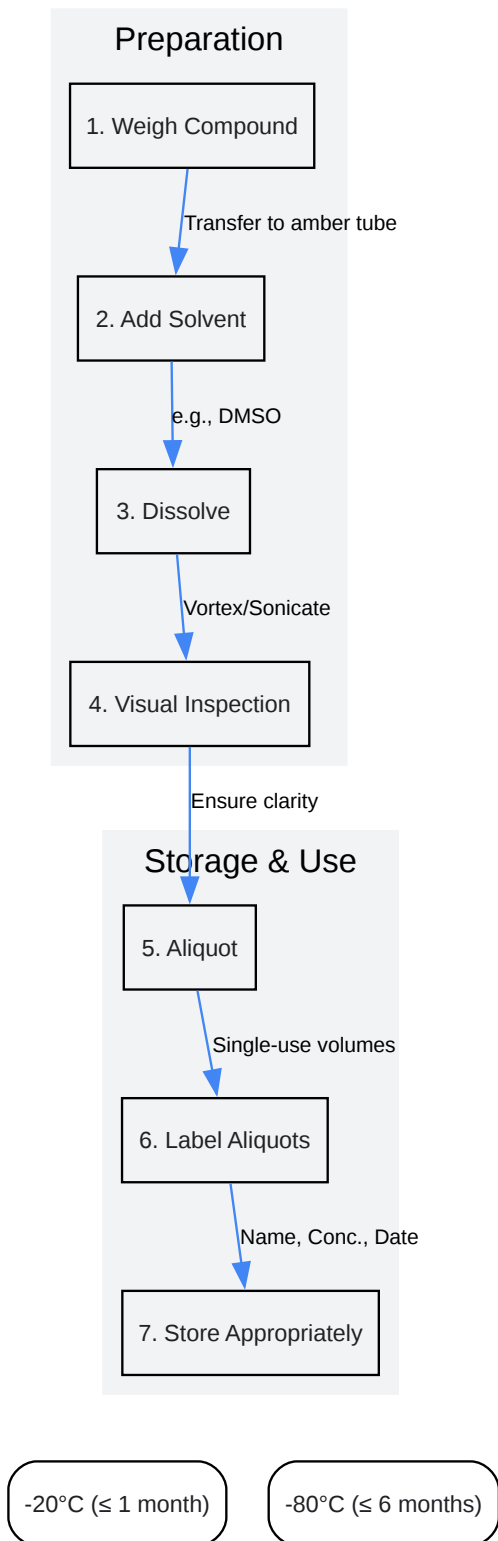 Preparation
1. Weigh Compound
Transfer to amber tube
2. Add Solvent
e.g., DMSO
3. Dissolve
Vortex/Sonicate
4. Visual Inspection
Ensure clarity
Storage & Use
5. Aliquot
Single-use volumes
6. Label Aliquots
Name, Conc., Date
7. Store Appropriately
-20°C (≤ 1 month)
-80°C (≤ 6 months)